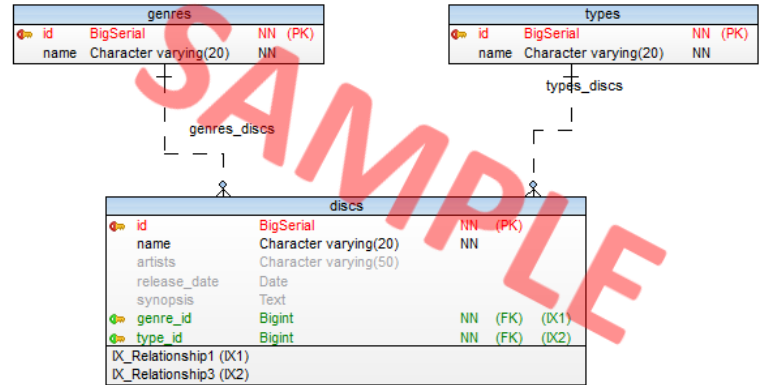 genres
id BigSerial NN (PK)
name Character varying(20) NN
types
id BigSerial NN (PK)
name Character varying(20) NN
genres_discs
types_discs
discs
id BigSerial NN (PK)
name Character varying(20) NN
artists Character varying(50)
release_date Date
synopsis Text
genre_id Bigint NN (FK) (IX1)
type_id Bigint NN (FK) (IX2)
IX_Relationship1 (IX1)
IX_Relationship3 (IX2)
SAMPLE